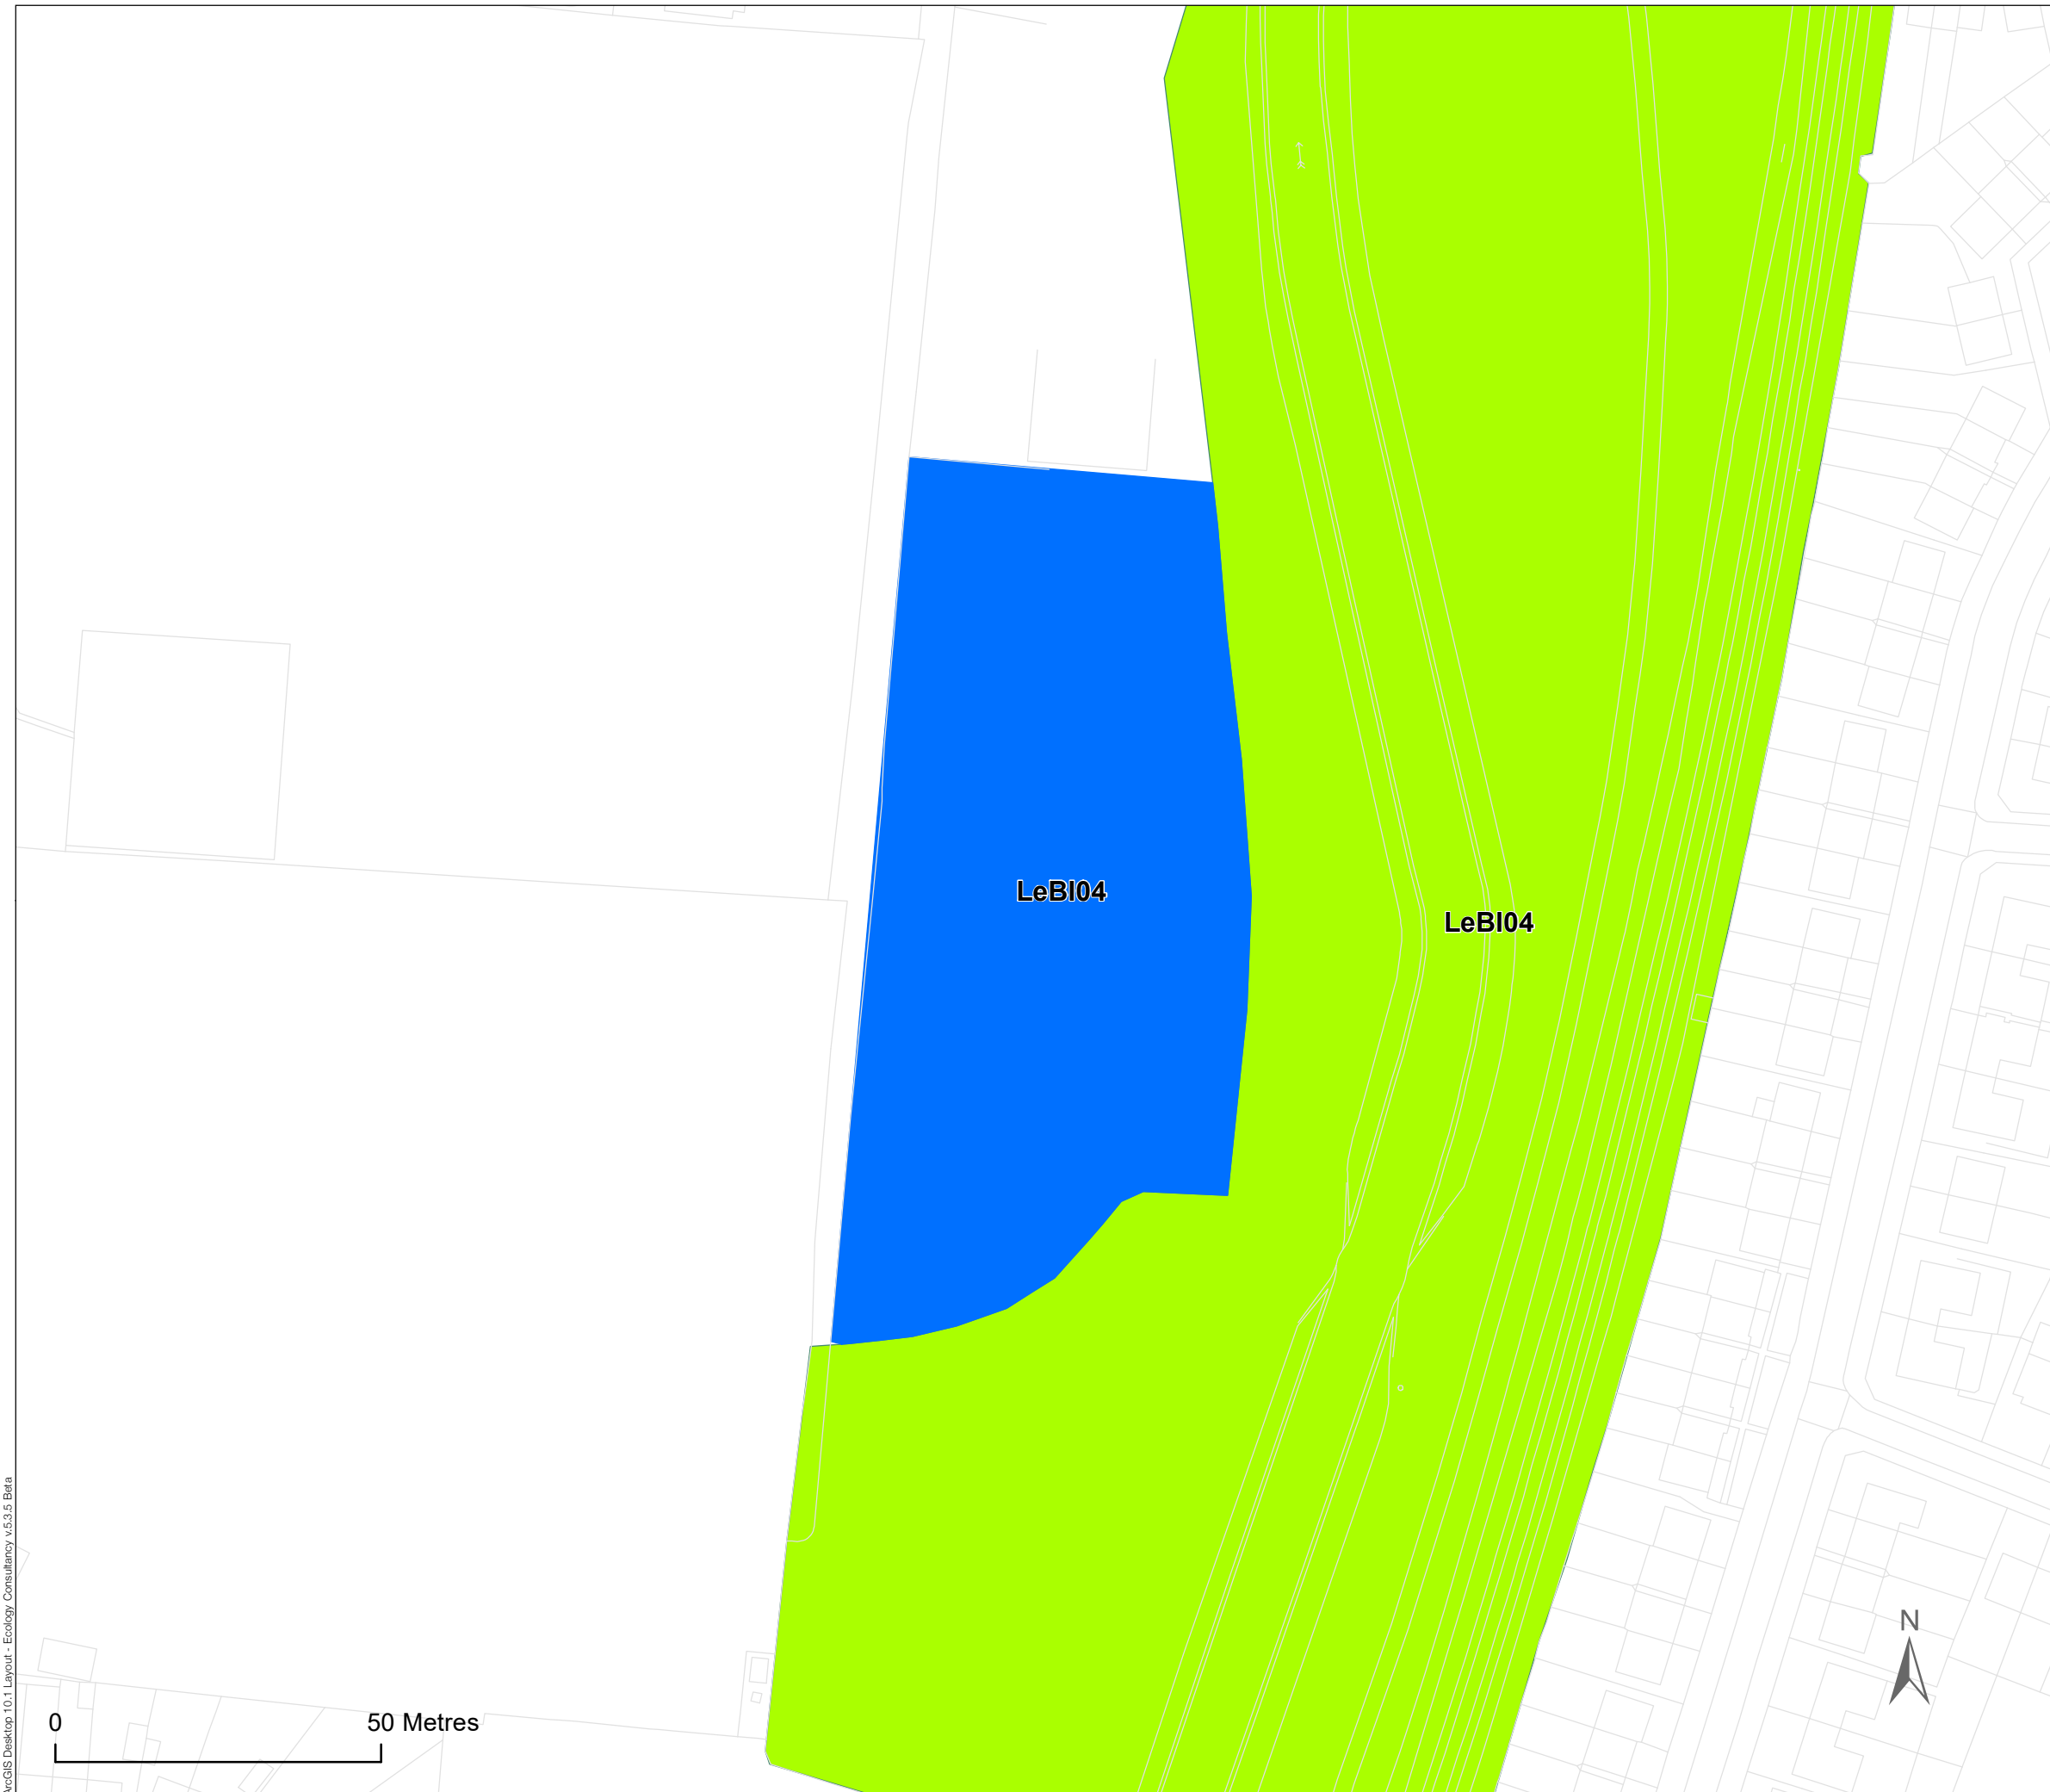 LeBI04
LeBI04
N
0 50 Metres
ArcGIS Desktop 10.1 Layout - Ecology Consultancy v.5.3.5 Beta